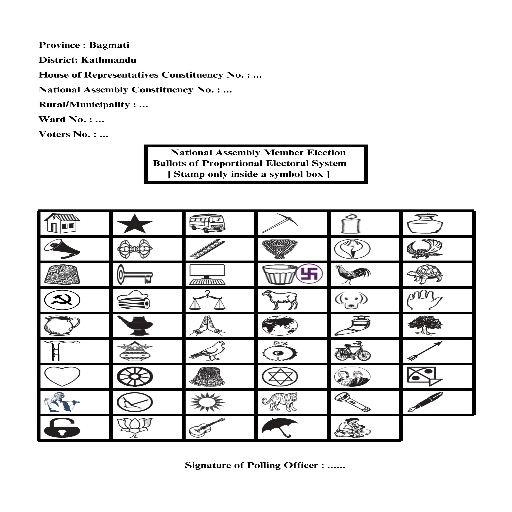 Province : Bagmati
District: Kathmandu
House of Representatives Constituency No. : ...
National Assembly Constituency No. : ...
Rural/Municipality : ...
Ward No. : ...
Voters No. : ...
National Assembly Member Election
Ballots of Proportional Electoral System
[ Stamp only inside a symbol box ]
Signature of Polling Officer : ......